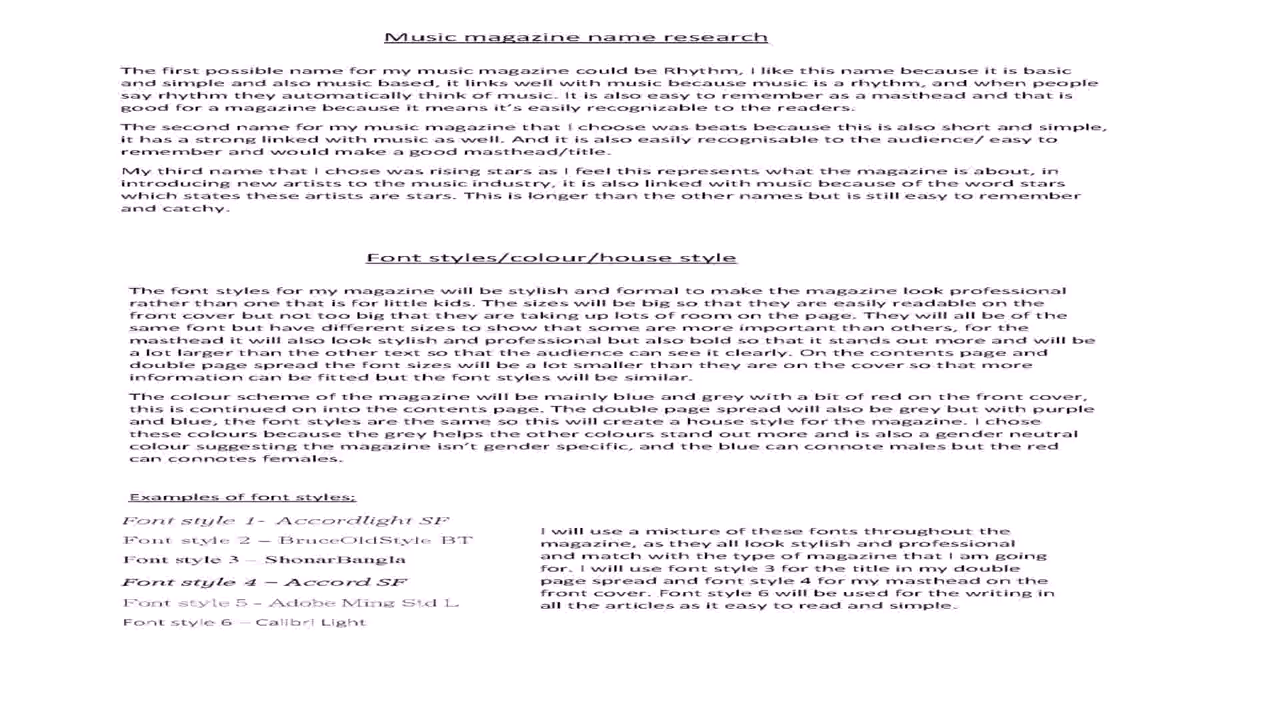 Music magazine name research
The first possible name for my music magazine could be Rhythm, I like this name because it is basic
and simple and also music based, it links well with music because music is a rhythm, and when people
say rhythm they automatically think of music. It is also easy to remember as a masthead and that is
good for a magazine because it means it's easily recognizable to the readers.
The second name for my music magazine that I choose was beats because this is also short and simple,
it has a strong linked with music as well. And it is also easily recognisable to the audience/ easy to
remember and would make a good masthead/title.
My third name that I chose was rising stars as I feel this represents what the magazine is about, in
introducing new artists to the music industry, it is also linked with music because of the word stars
which states these artists are stars. This is longer than the other names but is still easy to remember
and catchy.
Font styles/colour/house style
The font styles for my magazine will be stylish and formal to make the magazine look professional
rather than one that is for little kids. The sizes will be big so that they are easily readable on the
front cover but not too big that they are taking up lots of room on the page. They will all be of the
same font but have different sizes to show that some are more important than others, for the
masthead it will also look stylish and professional but also bold so that it stands out more and will be
a lot larger than the other text so that the audience can see it clearly. On the contents page and
double page spread the font sizes will be a lot smaller than they are on the cover so that more
information can be fitted but the font styles will be similar.
The colour scheme of the magazine will be mainly blue and grey with a bit of red on the front cover,
this is continued on into the contents page. The double page spread will also be grey but with purple
and blue, the font styles are the same so this will create a house style for the magazine. I chose
these colours because the grey helps the other colours stand out more and is also a gender neutral
colour suggesting the magazine isn't gender specific, and the blue can connote males but the red
can connotes females.
Examples of font styles;
Font style 1- Accordlight SF
Font style 2 – BruceOldStyle BT
Font style 3 – ShonarBangla
Font style 4 – Accord SF
Font style 5 - Adobe Ming Std L
Font style 6 – Calibri Light
I will use a mixture of these fonts throughout the
magazine, as they all look stylish and professional
and match with the type of magazine that I am going
for. I will use font style 3 for the title in my double
page spread and font style 4 for my masthead on the
front cover. Font style 6 will be used for the writing in
all the articles as it easy to read and simple.